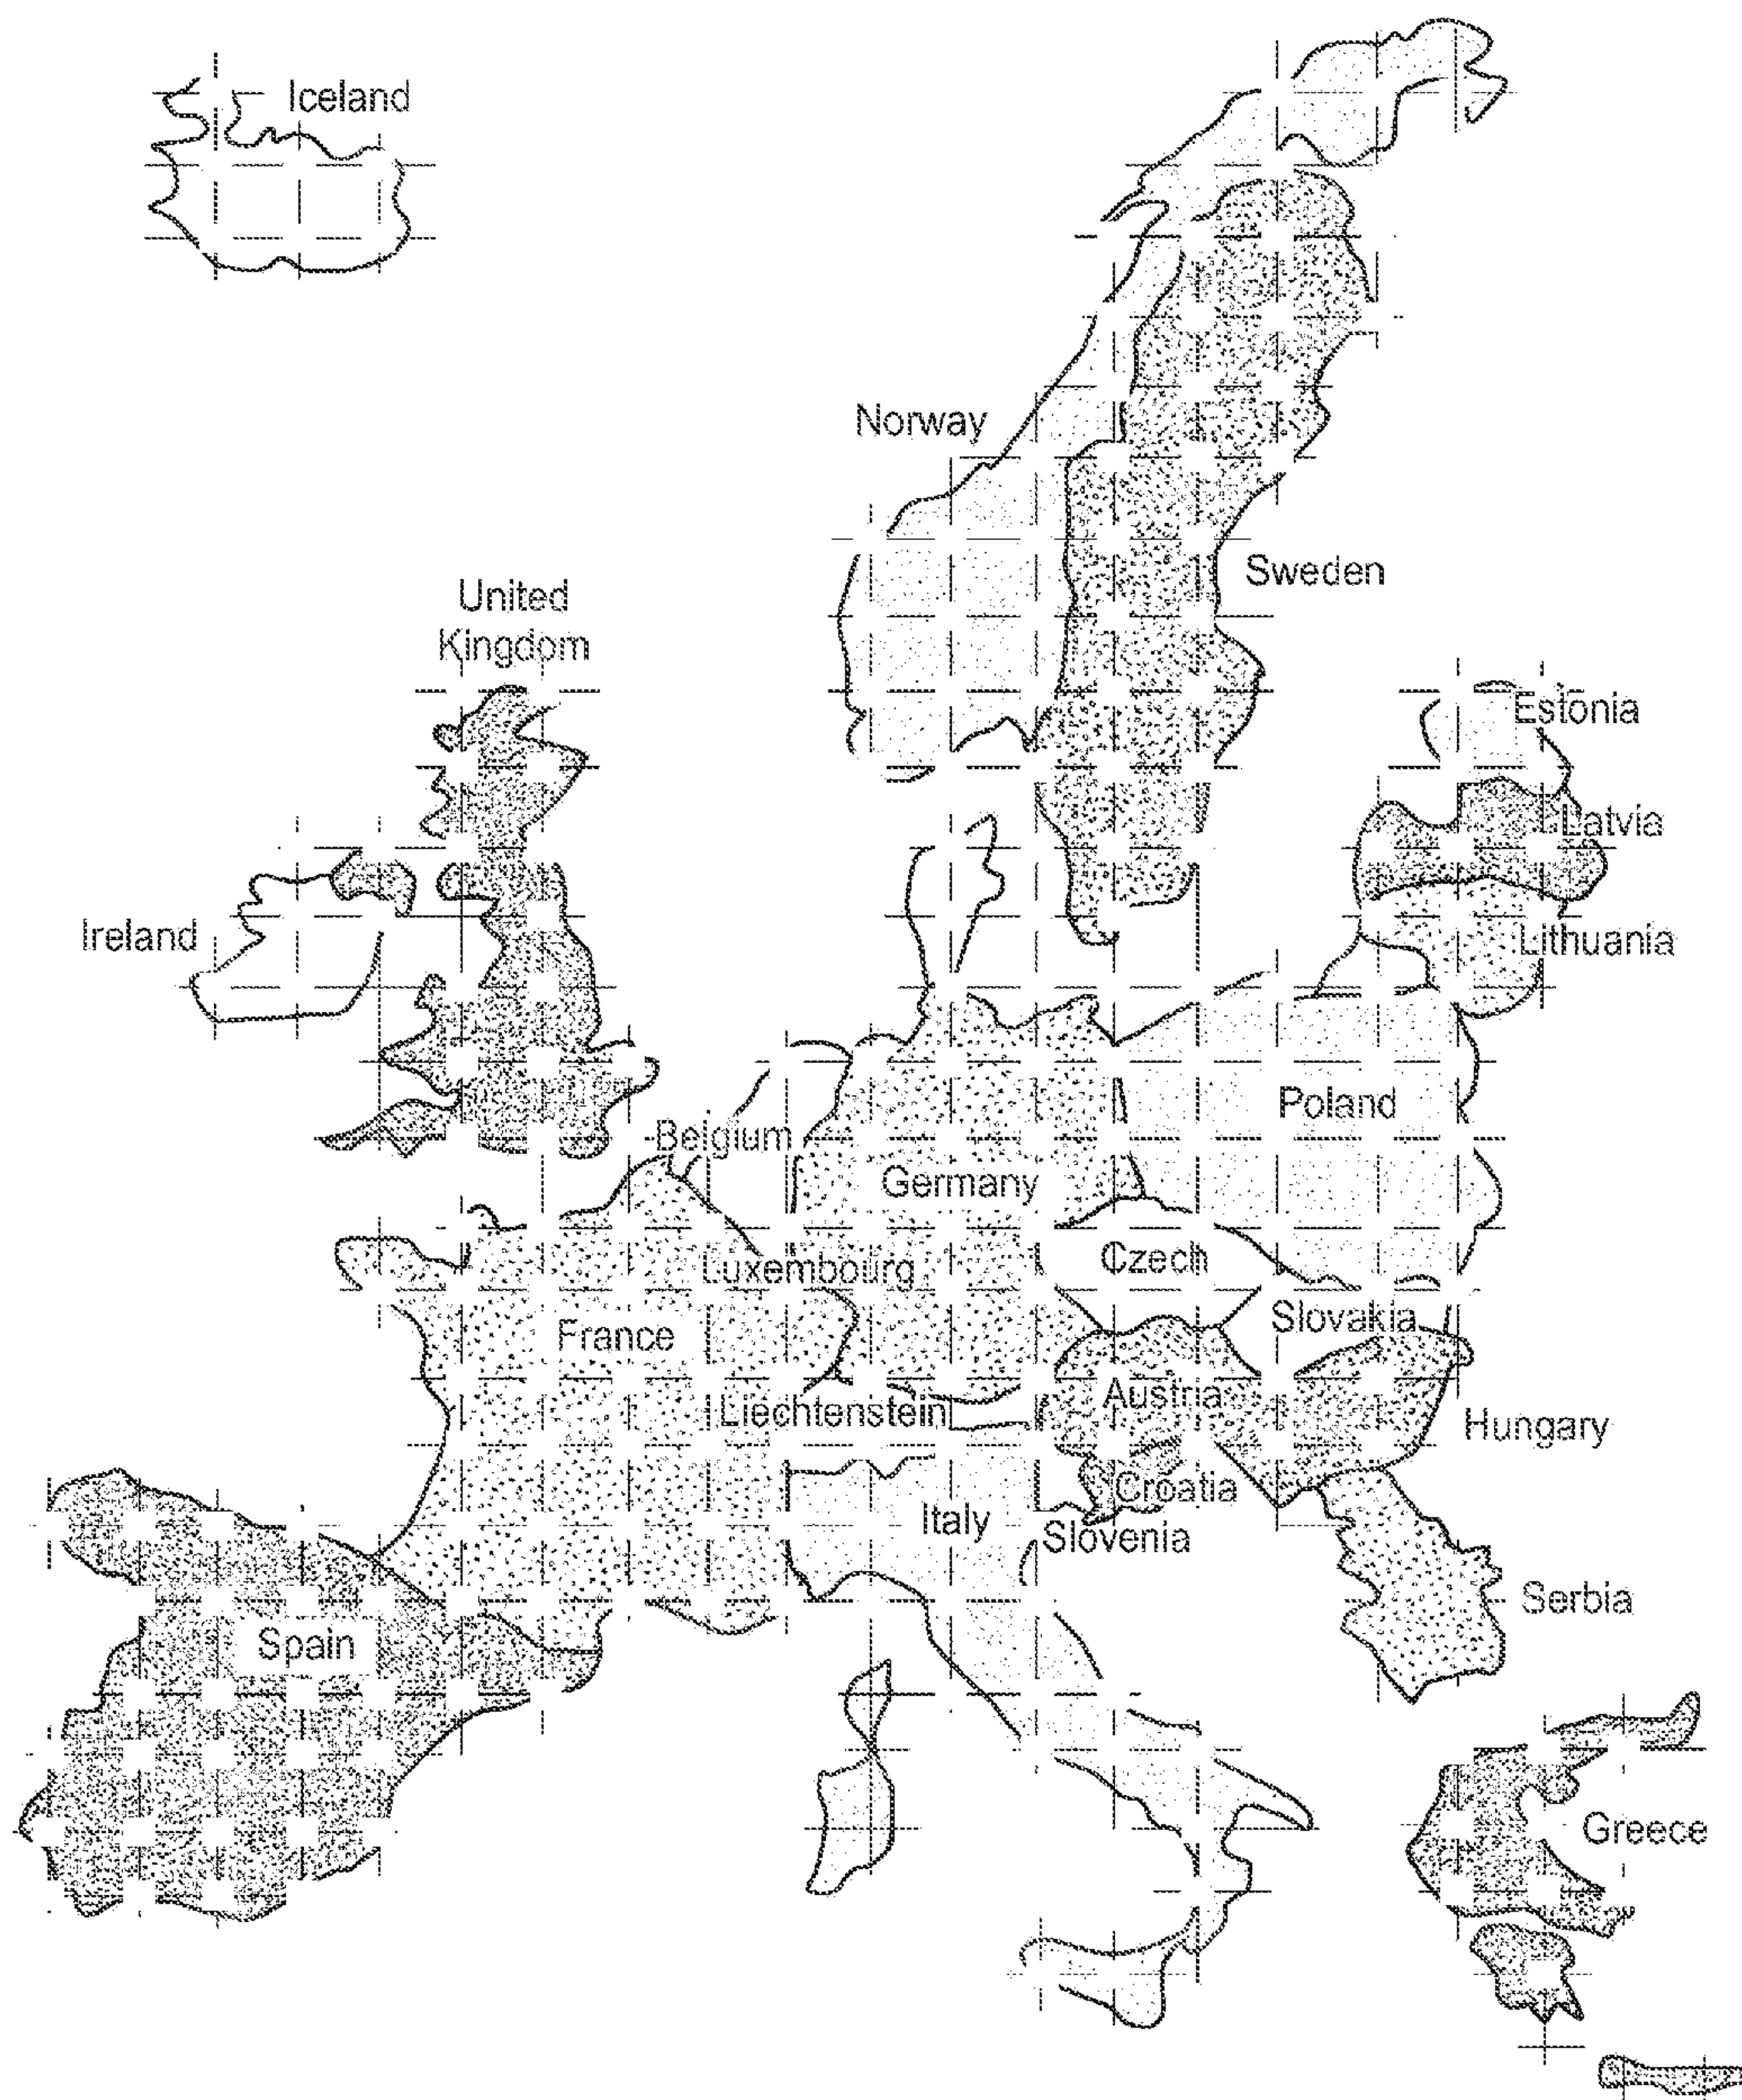 Iceland
Norway
Sweden
United
Kingdom
Estonia
Latvia
Ireland
Lithuania
Poland
Belgium
Germany
Czech
Luxembourg
Slovakia
France
Austria
Liechtenstein
Hungary
Croatia
Italy
Slovenia
Serbia
Spain
Greece